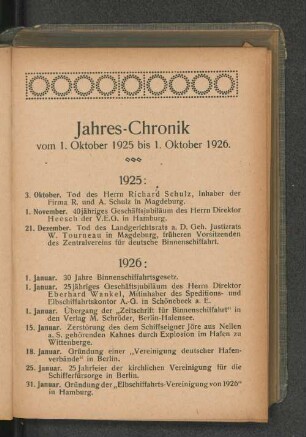 Jahres-Chronik
vom 1. Oktober 1925 bis 1. Oktober 1926.
1925:
3. Oktober. Tod des Herrn Richard Schulz, Inhaber der
Firma R. und A. Schulz in Magdeburg.
1. November. 40jähriges Geschäftsjubiläum des Herrn Direktor
Heesch der V.E.G. in Hamburg.
21. Dezember. Tod des Landgerichtsrats a. D. Geh. Justizrats
W. Tourneau in Magdeburg, früheren Vorsitzenden
des Zentralvereins für deutsche Binnenschiffahrt.
1926:
1. Januar. 30 Jahre Binnenschiffahrtsgesetz.
1. Januar. 25jähriges Geschäftsjubiläum des Herrn Direktor
Eberhard Wankel, Mitinhaber des Speditions- und
Elbschiffahrtskontor A.-G. in Schönebeck a. E.
1. Januar. Übergang der „Zeitschrift für Binnenschiffahrt" in
den Verlag M. Schröder, Berlin-Halensee.
15. Januar. Zerstörung des dem Schiffseigner Jöre aus Nellen
a. S. gehörenden Kahnes durch Explosion im Hafen zu
Wittenberge.
18. Januar. Gründung einer „Vereinigung deutscher Hafen-
verbände" in Berlin.
25. Januar. 25 Jahrfeier der kirchlichen Vereinigung für die
Schifferfürsorge in Berlin.
31. Januar. Gründung der „Elbschiffahrts-Vereinigung von 1926"
in Hamburg.